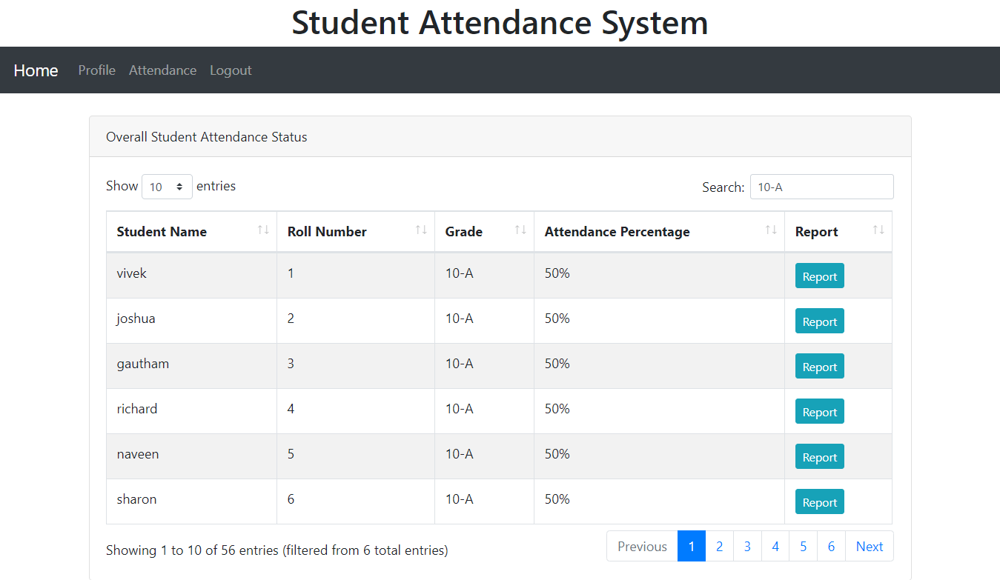 Student Attendance System
Home Profile Attendance Logout
Overall Student Attendance Status
Show 10 entries Search: 10-A
Student Name Roll Number Grade Attendance Percentage Report
vivek 1 10-A 50% Report
joshua 2 10-A 50% Report
gautham 3 10-A 50% Report
richard 4 10-A 50% Report
naveen 5 10-A 50% Report
sharon 6 10-A 50% Report
Showing 1 to 10 of 56 entries (filtered from 6 total entries) Previous 1 2 3 4 5 6 Next